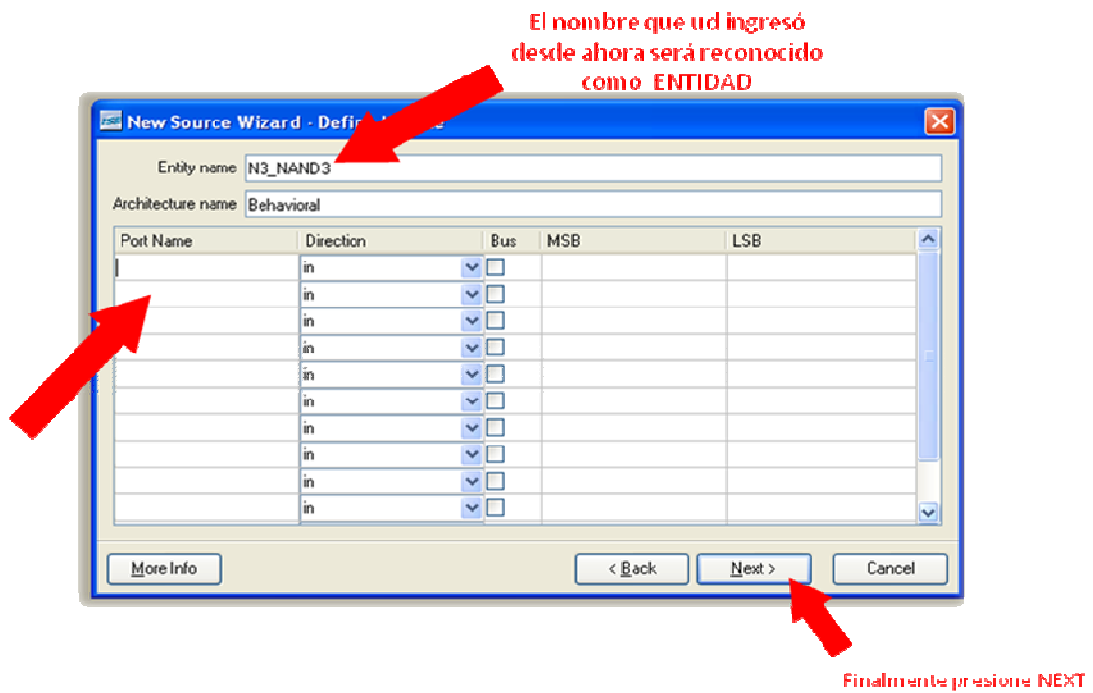 El nombre que ud ingresó
desde ahora será reconocido
como ENTIDAD
New Source Wizard - Defin
Entity name N3_NAND3
Architecture name Behavioral
Port Name Direction Bus MSB LSB
in
in
in
in
in
in
in
in
in
in
More Info < Back Next > Cancel
Finalmente presione NEXT